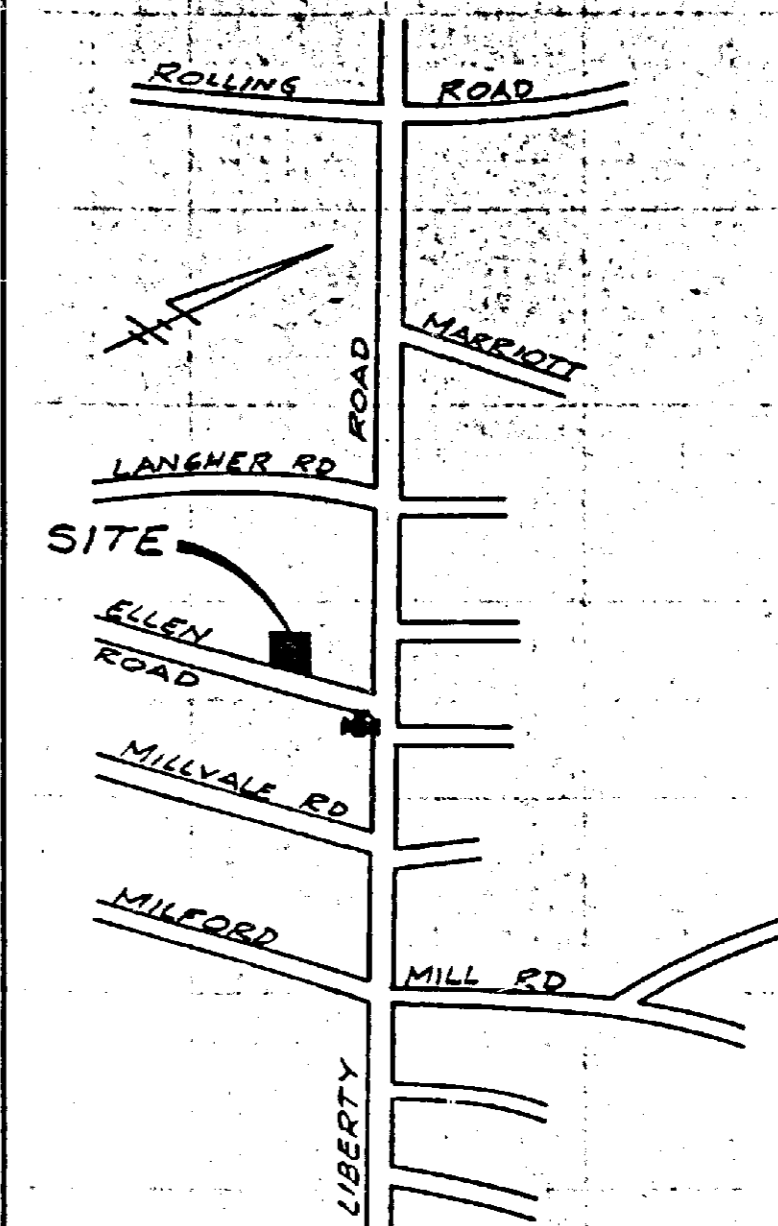 ROLLING ROAD
MARRIOTT
ROAD
LANGHER RD
SITE
ELLEN
ROAD
MILLVALE RD
MILFORD
MILL RD
LIBERTY